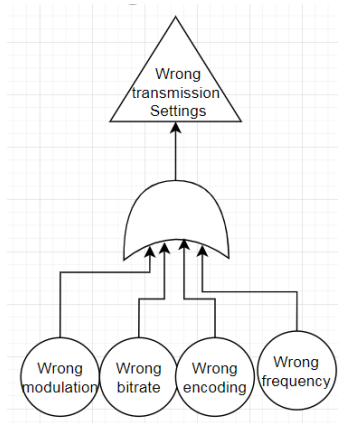 Wrong
transmission
Settings
Wrong
modulation
Wrong
bitrate
Wrong
encoding
Wrong
frequency